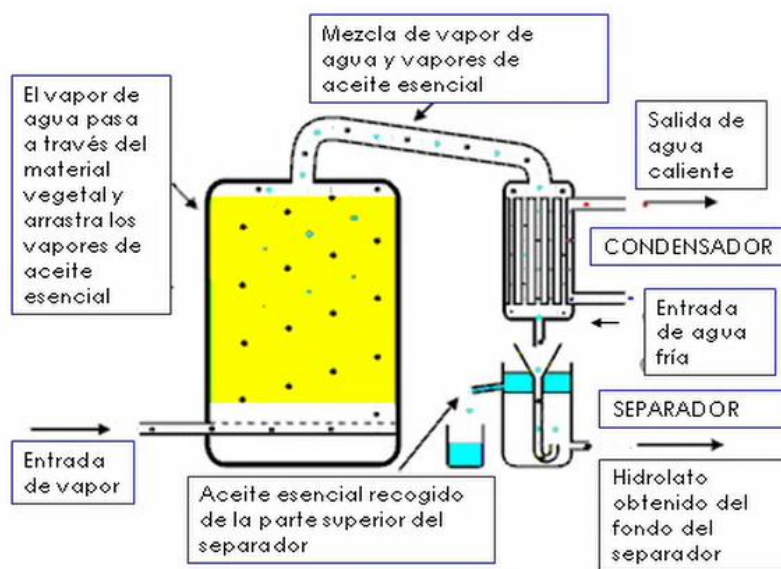 Mezcla de vapor de
agua y vapores de
aceite esencial
El vapor de
agua pasa
a través del
material
vegetal y
arrastra los
vapores de
aceite
esencial
Salida de
agua
caliente
CONDENSADOR
Entrada
de agua
fría
SEPARADOR
Entrada
de vapor
Aceite esencial recogido
de la parte superior del
separador
Hidrolato
obtenido del
fondo del
separador